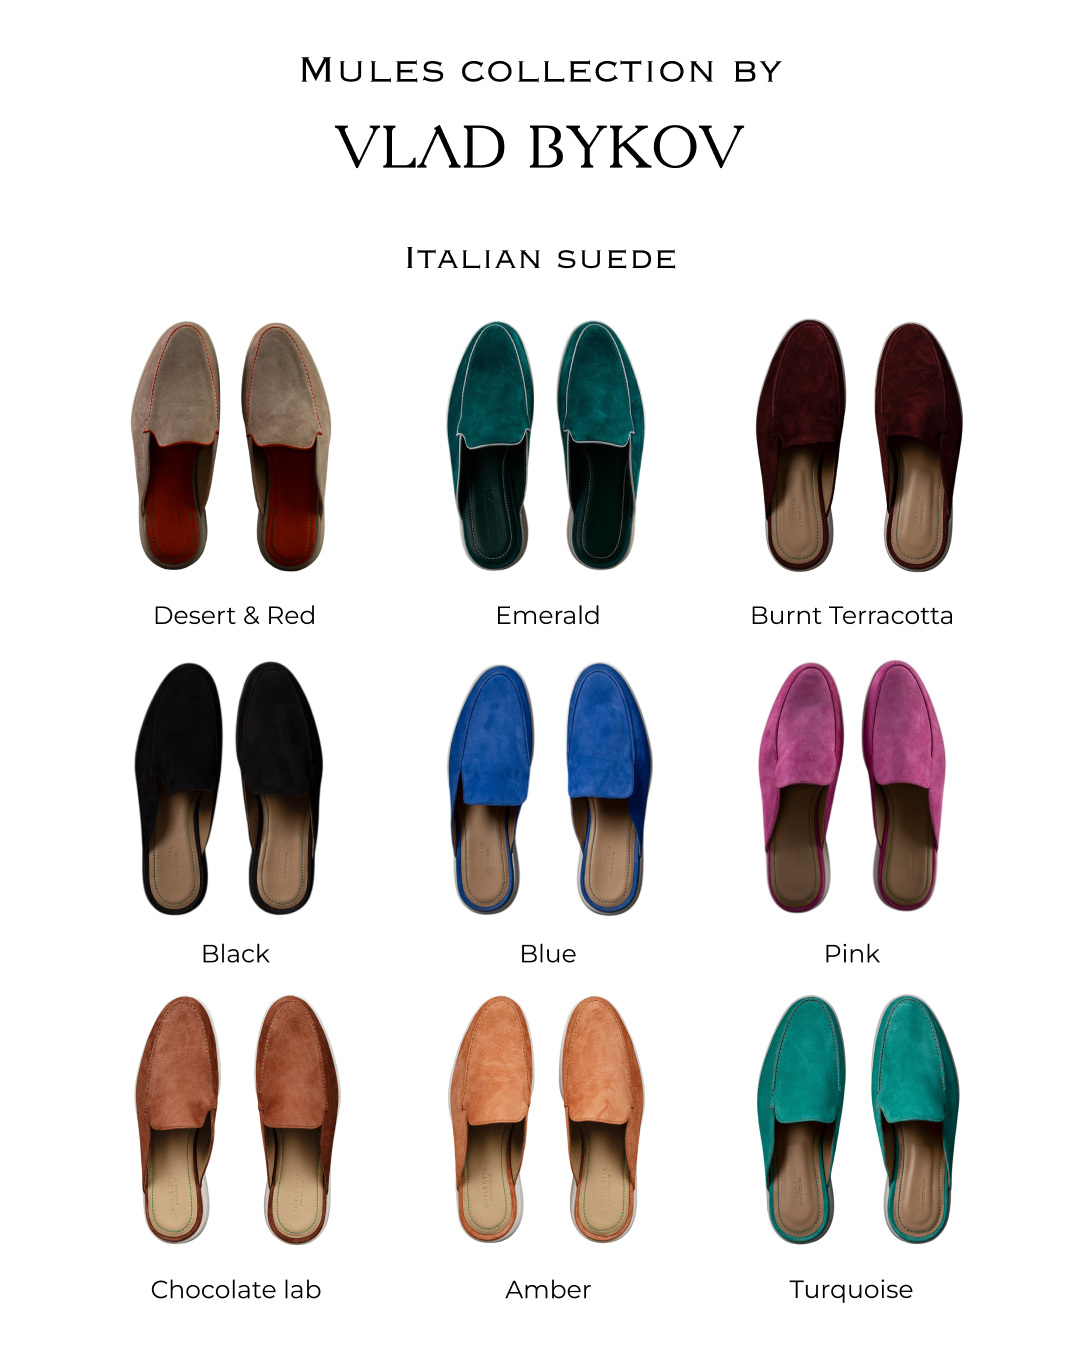 Mules collection by
VLAD BYKOV
Italian suede
Desert & Red
Emerald
Burnt Terracotta
Black
Blue
Pink
Chocolate lab
Amber
Turquoise